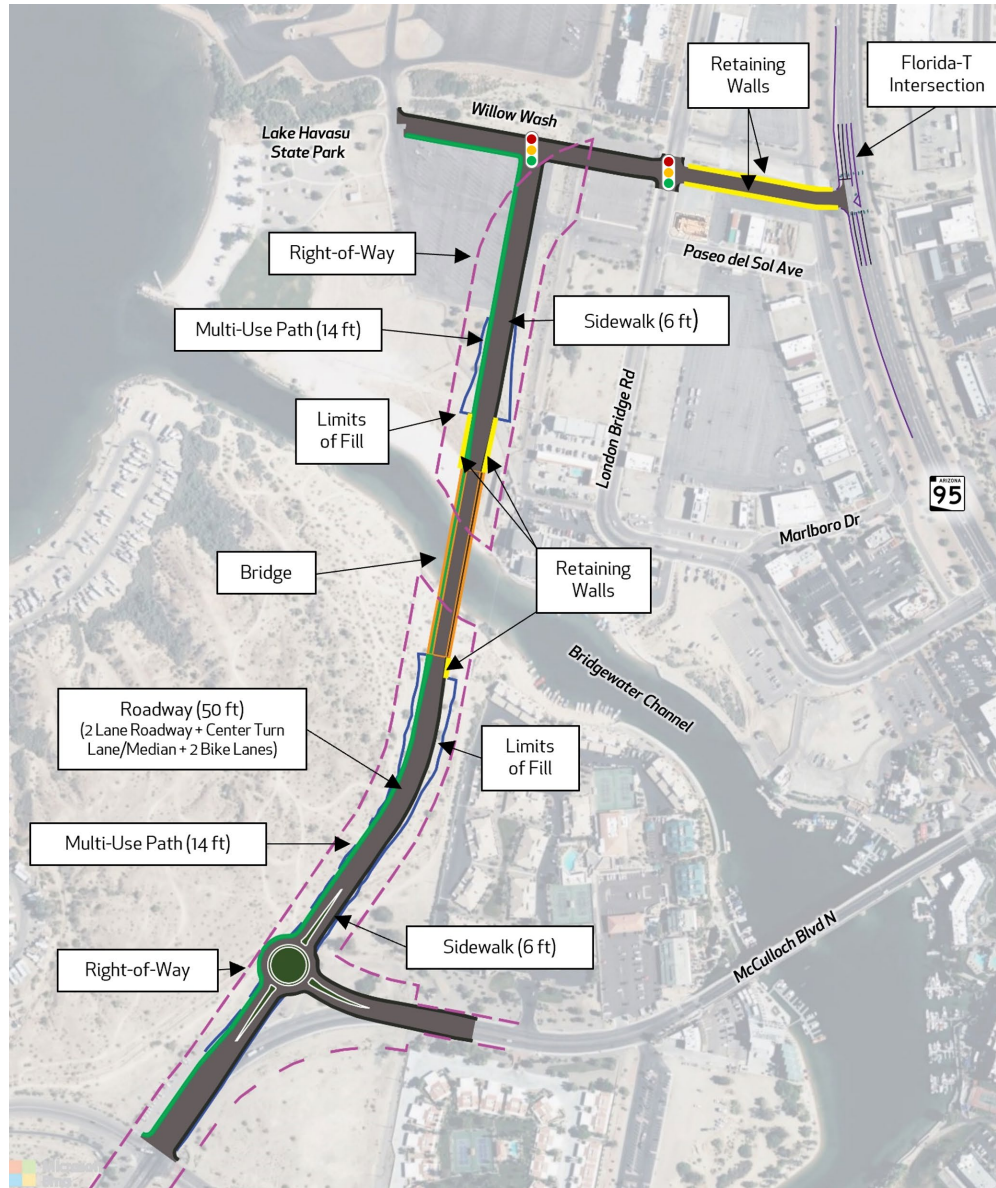 Willow Wash
Retaining
Walls
Florida-T
Intersection
Lake Havasu
State Park
Right-of-Way
Paseo del Sol Ave
Multi-Use Path (14 ft)
Sidewalk (6 ft)
Limits
of Fill
London Bridge Rd
ARIZONA
95
Marlboro Dr
Bridge
Retaining
Walls
Bridgewater Channel
Roadway (50 ft)
(2 Lane Roadway + Center Turn
Lane/Median + 2 Bike Lanes)
Limits
of Fill
Multi-Use Path (14 ft)
Sidewalk (6 ft)
McCulloch Blvd N
Right-of-Way